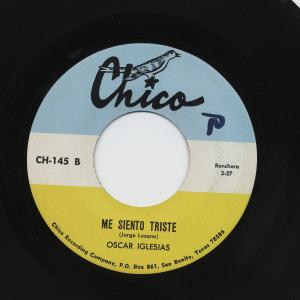 Chico
CH-145 B
Ranchera
2-27
ME SIENTO TRISTE
(Jorge Lozano)
OSCAR IGLESIAS
Chico Recording Company, P.O. Box 861, San Benito, Texas 78586